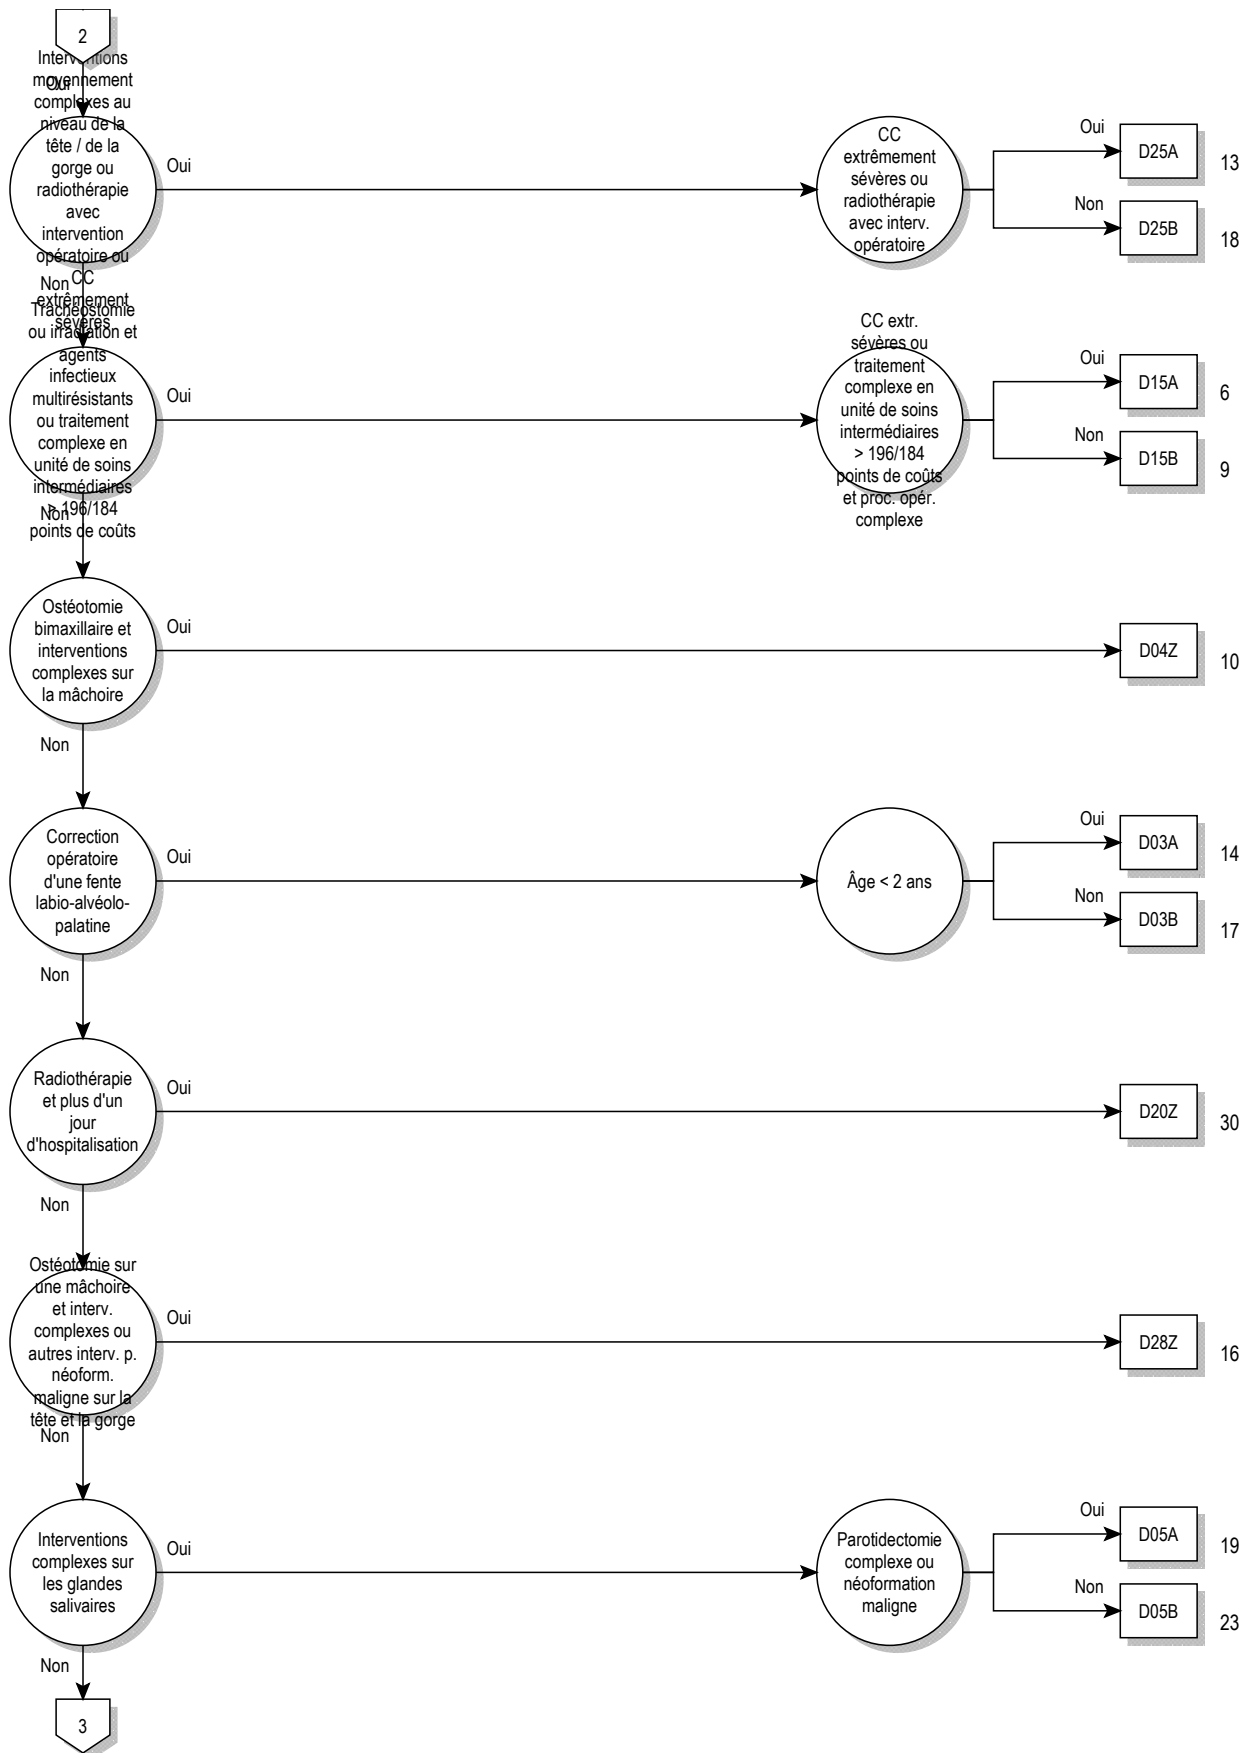 2
Oui
Interventions
moyennement
complexes au
niveau de la
tête / de la
gorge ou
radiothérapie
avec
intervention
opératoire ou
CC
extrêmement
sévères
Oui
CC
extrêmement
sévères ou
radiothérapie
avec interv.
opératoire
Oui
D25A
13
Non
D25B
18
Non
Trachéostomie
ou irradiation et
agents
infectieux
multirésistants
ou traitement
complexe en
unité de soins
intermédiaires
> 196/184
points de coûts
Oui
CC extr.
sévères ou
traitement
complexe en
unité de soins
intermédiaires
> 196/184
points de coûts
et proc. opér.
complexe
Oui
D15A
6
Non
D15B
9
Non
Ostéotomie
bimaxillaire et
interventions
complexes sur
la mâchoire
Oui
D04Z
10
Non
Correction
opératoire
d'une fente
labio-alvéolo-
palatine
Oui
Âge < 2 ans
Oui
D03A
14
Non
D03B
17
Non
Radiothérapie
et plus d'un
jour
d'hospitalisation
Oui
D20Z
30
Non
Ostéotomie sur
une mâchoire
et interv.
complexes ou
autres interv. p.
néoform.
maligne sur la
tête et la gorge
Oui
D28Z
16
Non
Interventions
complexes sur
les glandes
salivaires
Oui
Parotidectomie
complexe ou
néoformation
maligne
Oui
D05A
19
Non
D05B
23
Non
3